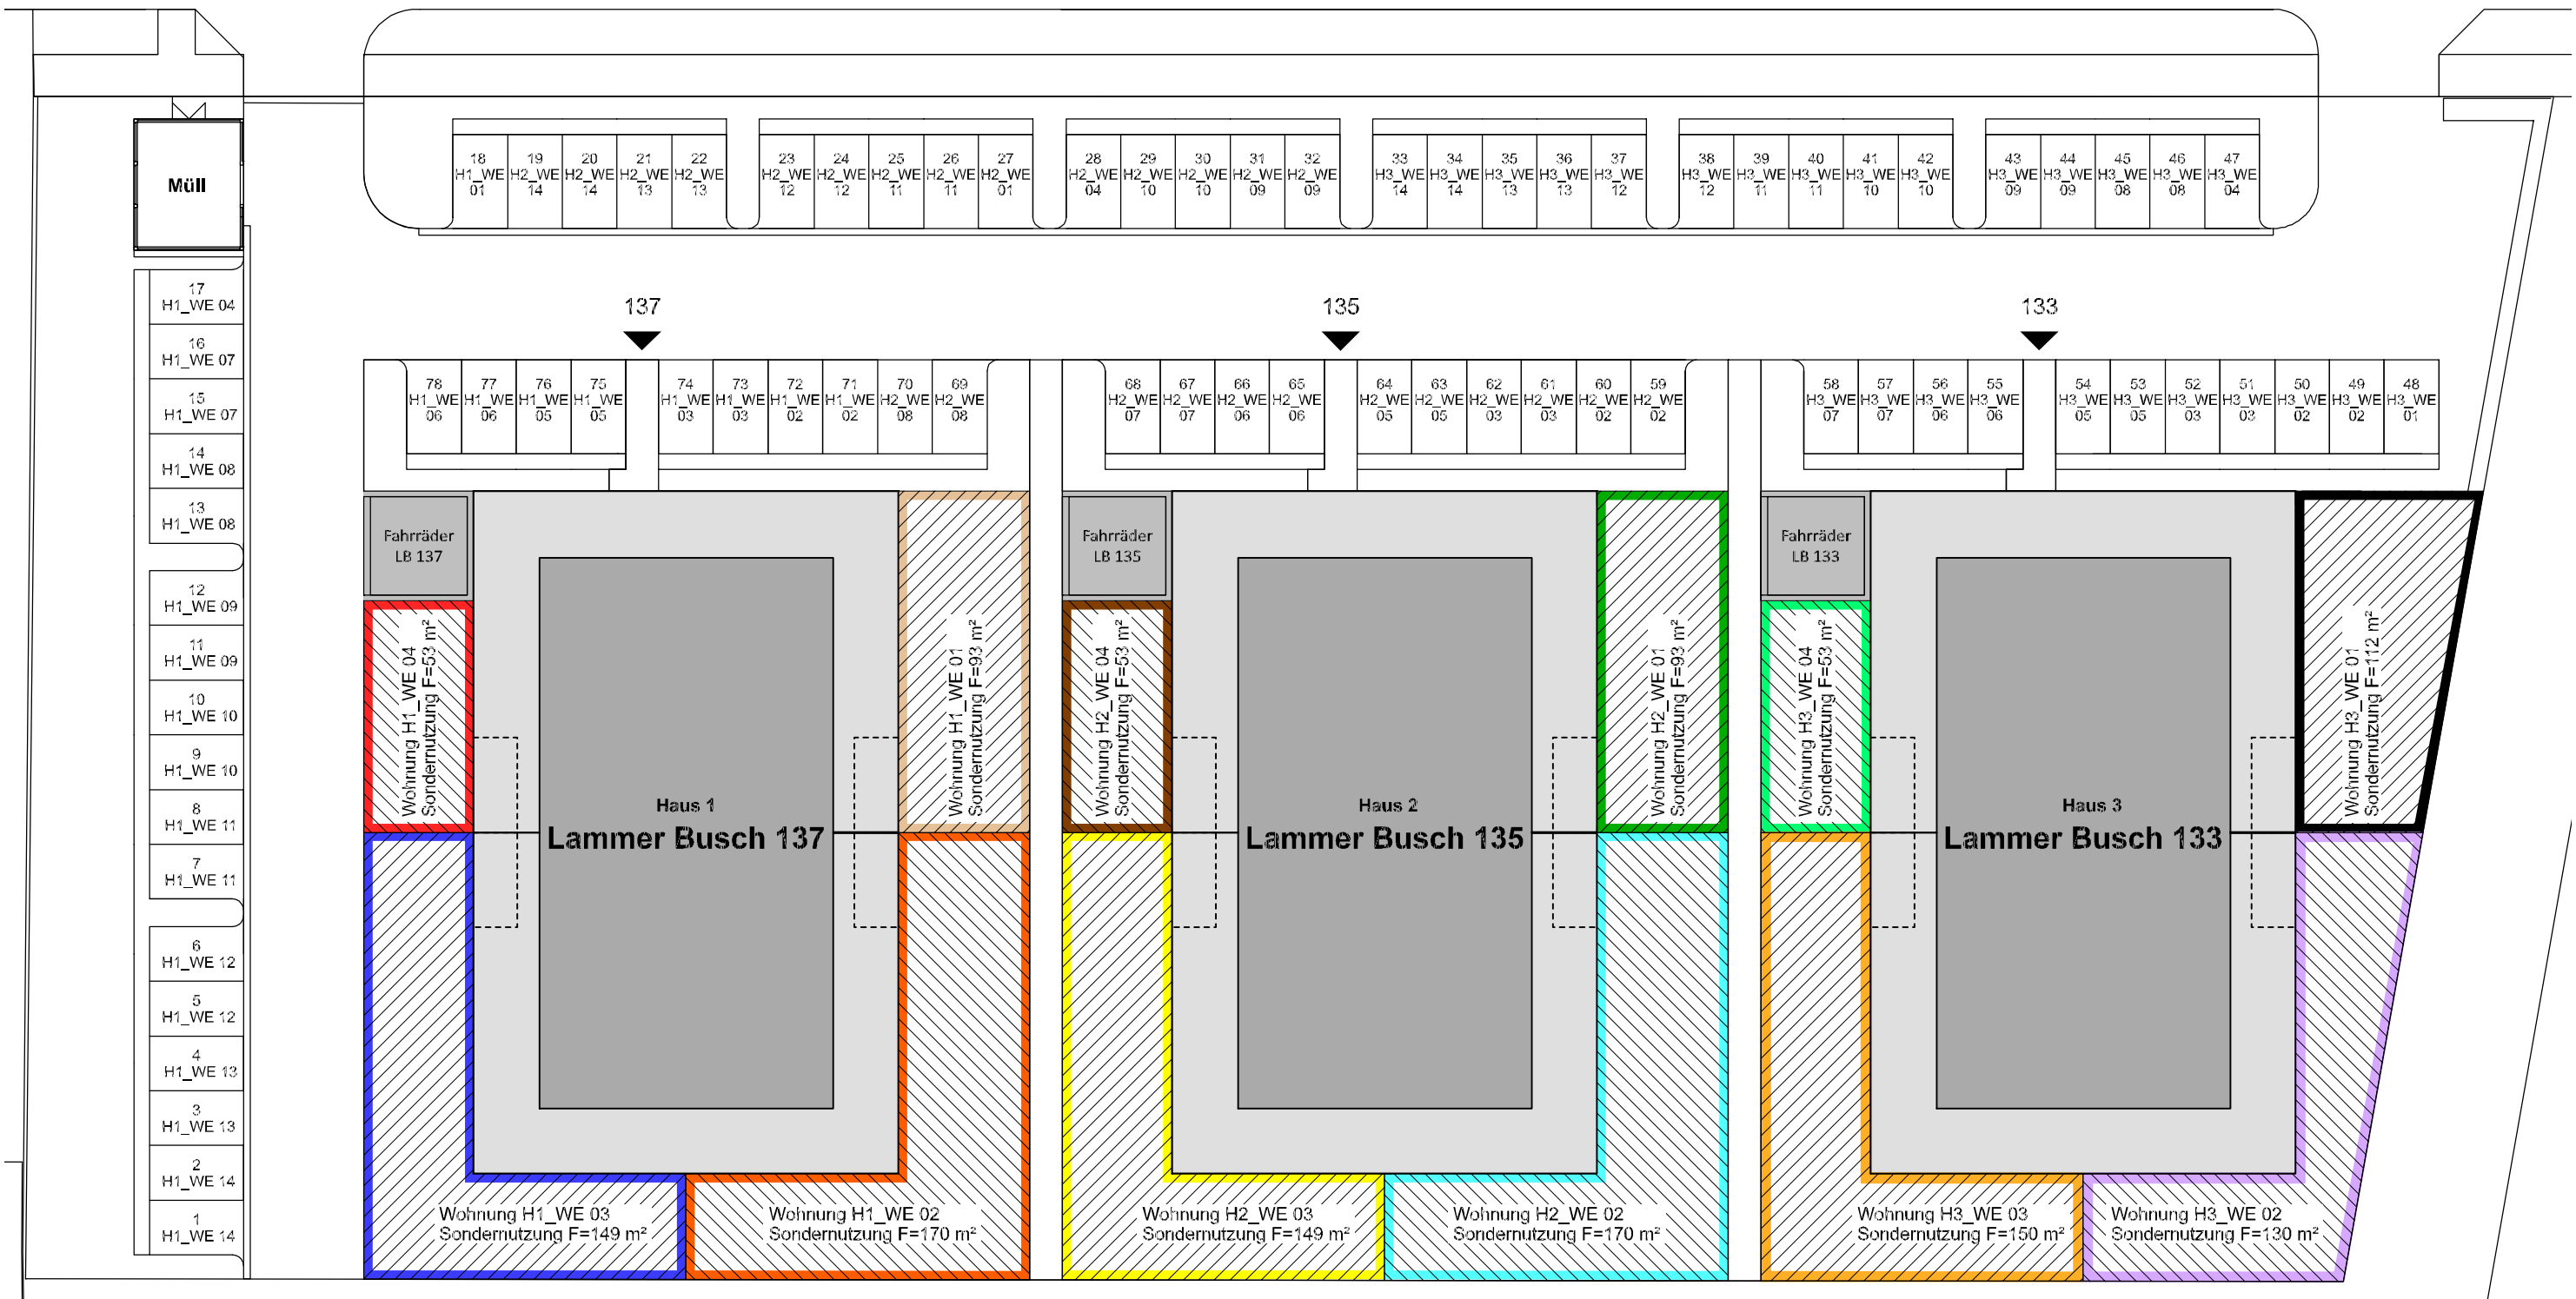 18
H1_WE
01
19
H2_WE
14
20
H2_WE
14
21
H2_WE
13
22
H2_WE
13
23
H2_WE
12
24
H2_WE
12
25
H2_WE
11
26
H2_WE
11
27
H2_WE
01
28
H2_WE
04
29
H2_WE
10
30
H2_WE
10
31
H2_WE
09
32
H2_WE
09
33
H3_WE
14
34
H3_WE
14
35
H3_WE
13
36
H3_WE
13
37
H3_WE
12
38
H3_WE
12
39
H3_WE
11
40
H3_WE
11
41
H3_WE
10
42
H3_WE
10
43
H3_WE
09
44
H3_WE
09
45
H3_WE
08
46
H3_WE
08
47
H3_WE
04
Müll
17
H1_WE 04
16
H1_WE 07
15
H1_WE 07
14
H1_WE 08
13
H1_WE 08
12
H1_WE 09
11
H1_WE 09
10
H1_WE 10
9
H1_WE 10
8
H1_WE 11
7
H1_WE 11
6
H1_WE 12
5
H1_WE 12
4
H1_WE 13
3
H1_WE 13
2
H1_WE 14
1
H1_WE 14
137
135
133
78
H1_WE
06
77
H1_WE
06
76
H1_WE
05
75
H1_WE
05
74
H1_WE
03
73
H1_WE
03
72
H1_WE
02
71
H1_WE
02
70
H2_WE
08
69
H2_WE
08
68
H2_WE
07
67
H2_WE
07
66
H2_WE
06
65
H2_WE
06
64
H2_WE
05
63
H2_WE
05
62
H2_WE
03
61
H2_WE
03
60
H2_WE
02
59
H2_WE
02
58
H3_WE
07
57
H3_WE
07
56
H3_WE
06
55
H3_WE
06
54
H3_WE
05
53
H3_WE
05
52
H3_WE
03
51
H3_WE
03
50
H3_WE
02
49
H3_WE
02
48
H3_WE
01
Fahrräder
LB 137
Wohnung H1_WE 04
Sondernutzung F=53 m²
Haus 1
Lammer Busch 137
Wohnung H1_WE 01
Sondernutzung F=93 m²
Wohnung H1_WE 03
Sondernutzung F=149 m²
Wohnung H1_WE 02
Sondernutzung F=170 m²
Fahrräder
LB 135
Wohnung H2_WE 04
Sondernutzung F=53 m²
Haus 2
Lammer Busch 135
Wohnung H2_WE 01
Sondernutzung F=93 m²
Wohnung H2_WE 03
Sondernutzung F=149 m²
Wohnung H2_WE 02
Sondernutzung F=170 m²
Fahrräder
LB 133
Wohnung H3_WE 04
Sondernutzung F=53 m²
Haus 3
Lammer Busch 133
Wohnung H3_WE 01
Sondernutzung F=112 m²
Wohnung H3_WE 03
Sondernutzung F=150 m²
Wohnung H3_WE 02
Sondernutzung F=130 m²